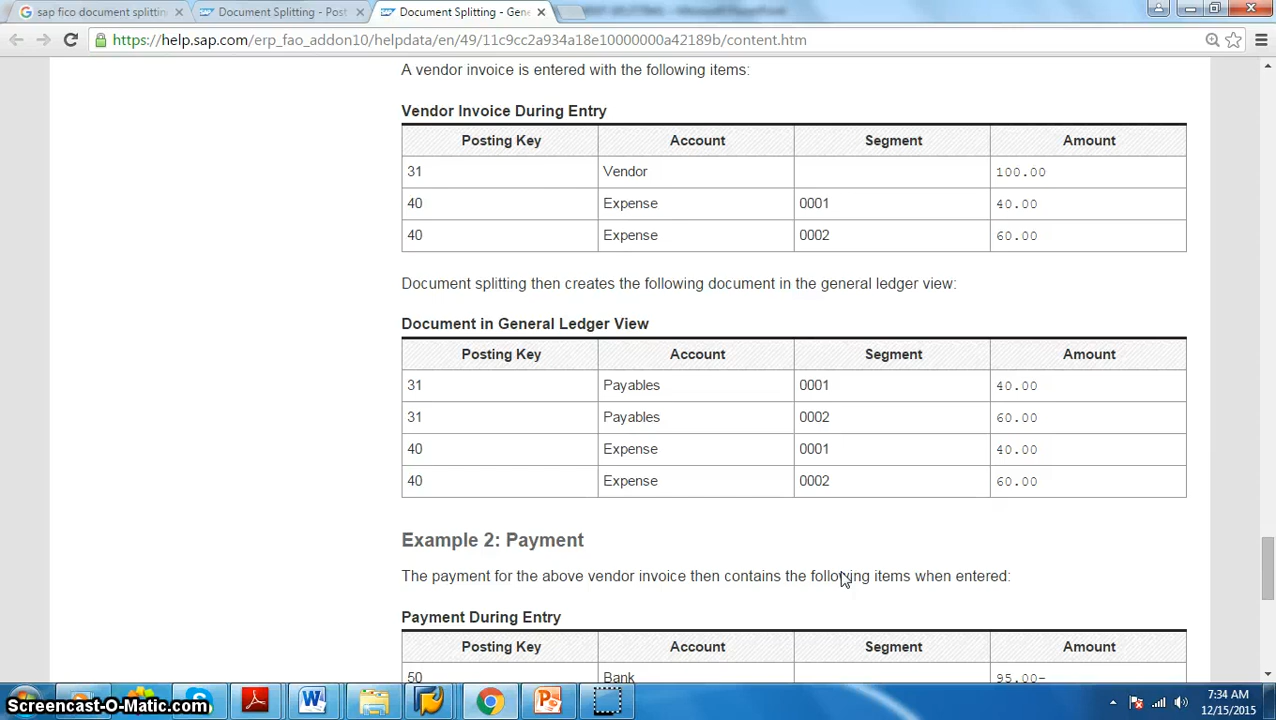 sap fico document splittin
Document Splitting - Post
Document Splitting - Gene
https://help.sap.com/erp_fao_addon10/helpdata/en/49/11c9cc2a934a18e10000000a42189b/content.htm
A vendor invoice is entered with the following items:
Vendor Invoice During Entry
Posting Key Account Segment Amount
31 Vendor 100.00
40 Expense 0001 40.00
40 Expense 0002 60.00
Document splitting then creates the following document in the general ledger view:
Document in General Ledger View
Posting Key Account Segment Amount
31 Payables 0001 40.00
31 Payables 0002 60.00
40 Expense 0001 40.00
40 Expense 0002 60.00
Example 2: Payment
The payment for the above vendor invoice then contains the following items when entered:
Payment During Entry
Posting Key Account Segment Amount
50 Bank 95.00-
Screencast-O-Matic.com
7:34 AM
12/15/2015